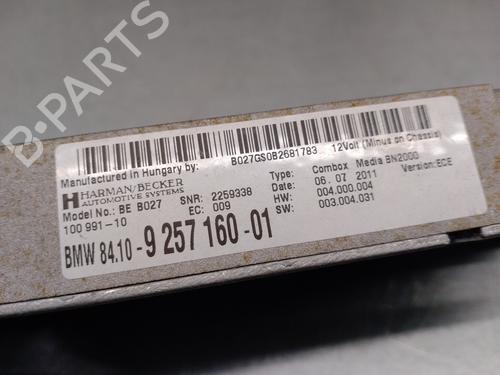 B-PARTS
Manufactured in Hungary by:
B027GS0B2681783
12Volt (Minus on Chassis)
HARMAN/BECKER
AUTOMOTIVE SYSTEMS
Type: Combox Media BN2000
06. 07 2011 Version: ECE
Model No.: BE B027 SNR: 2259338 HW: 004.000.004
100 991-10 EC: 009 SW: 003.004.031
BMW 84.10 - 9 257 160 - 01